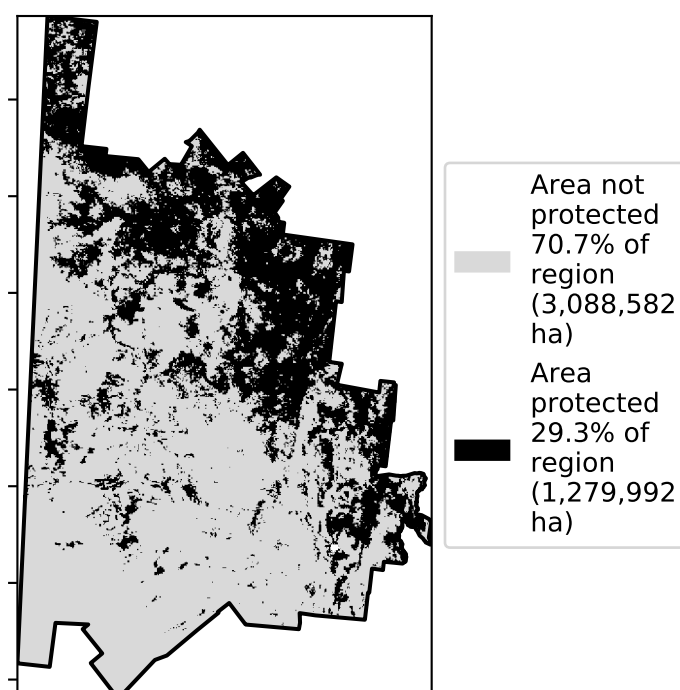 Area not
protected
70.7% of
region
(3,088,582
ha)
Area
protected
29.3% of
region
(1,279,992
ha)